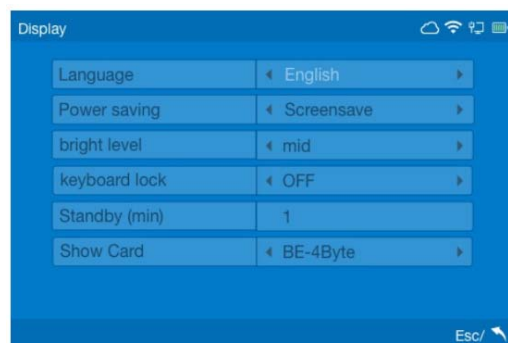 Display
Language English
Power saving Screensave
bright level mid
keyboard lock OFF
Standby (min) 1
Show Card BE-4Byte
Esc/